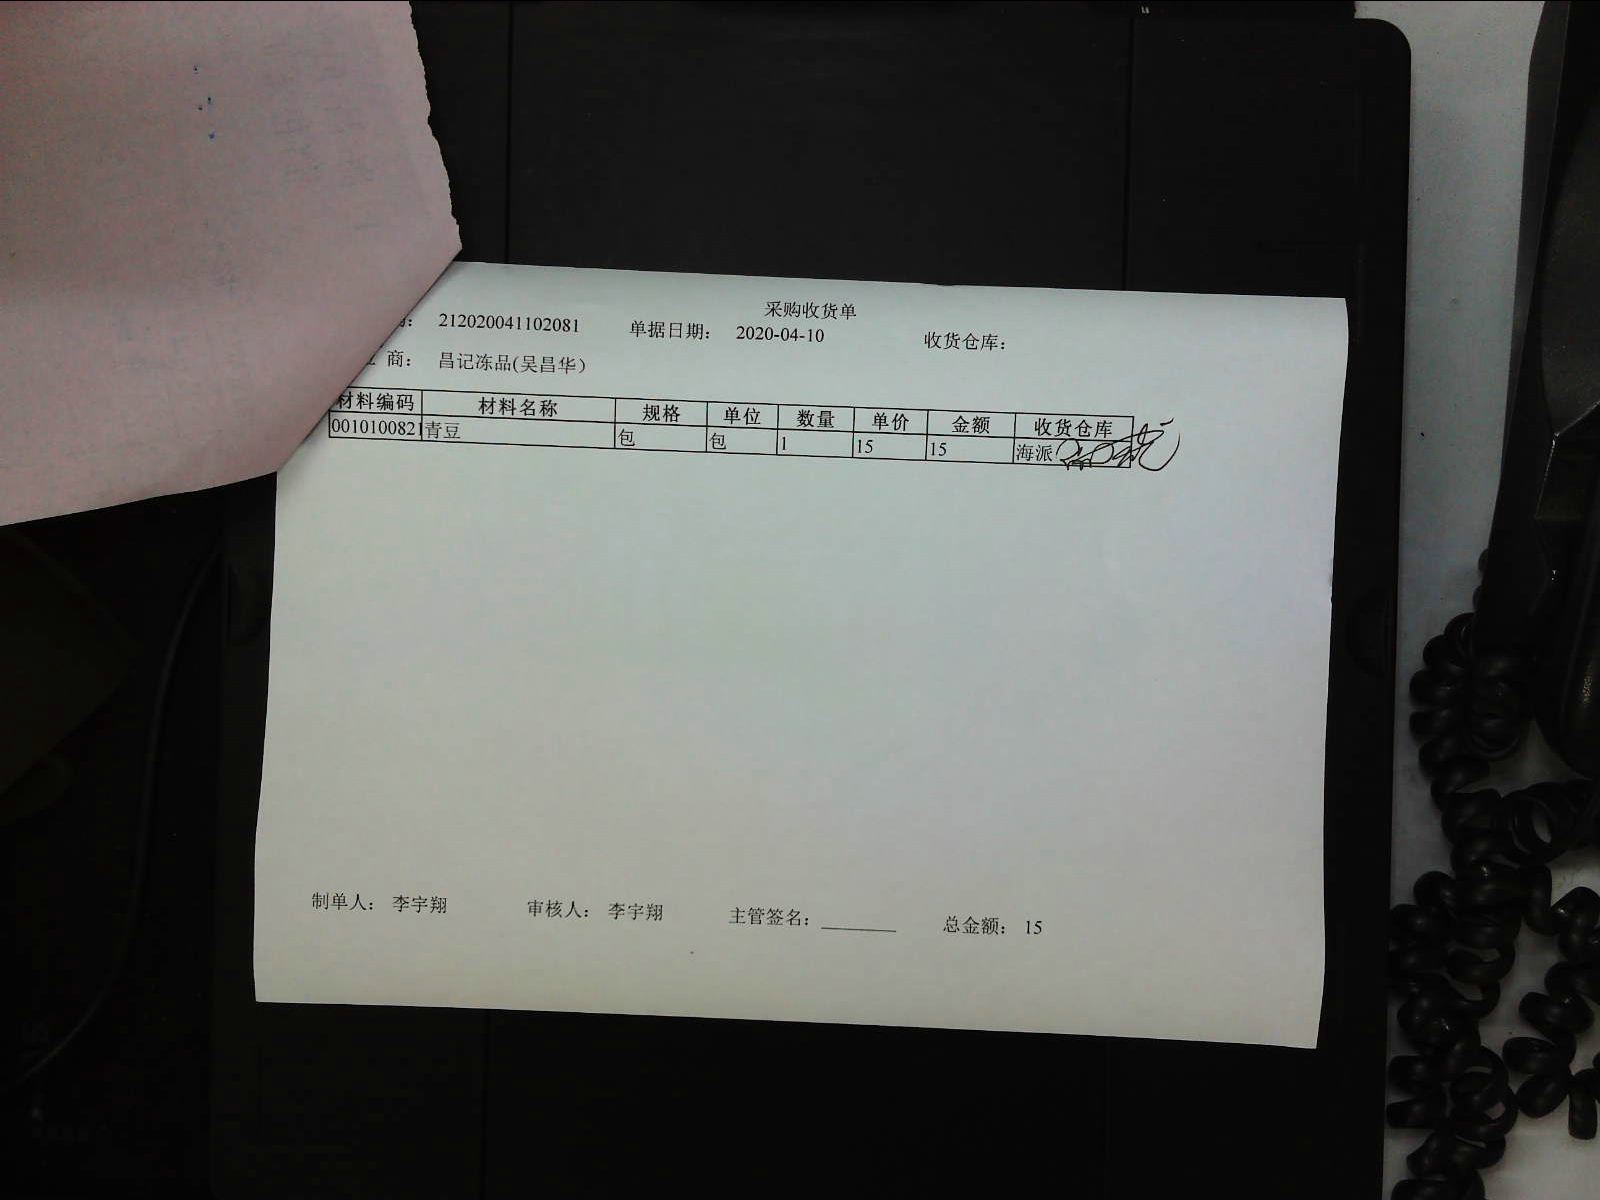 采购收货单
212020041102081 单据日期： 2020-04-10 收货仓库：
商： 昌记冻品(吴昌华）
材料编码 材料名称 规格 单位 数量 单价 金额 收货仓库
0010100821 青豆 包 包 1 15 15 海派
制单人： 李宇翔 审核人： 李宇翔 主管签名：________ 总金额： 15